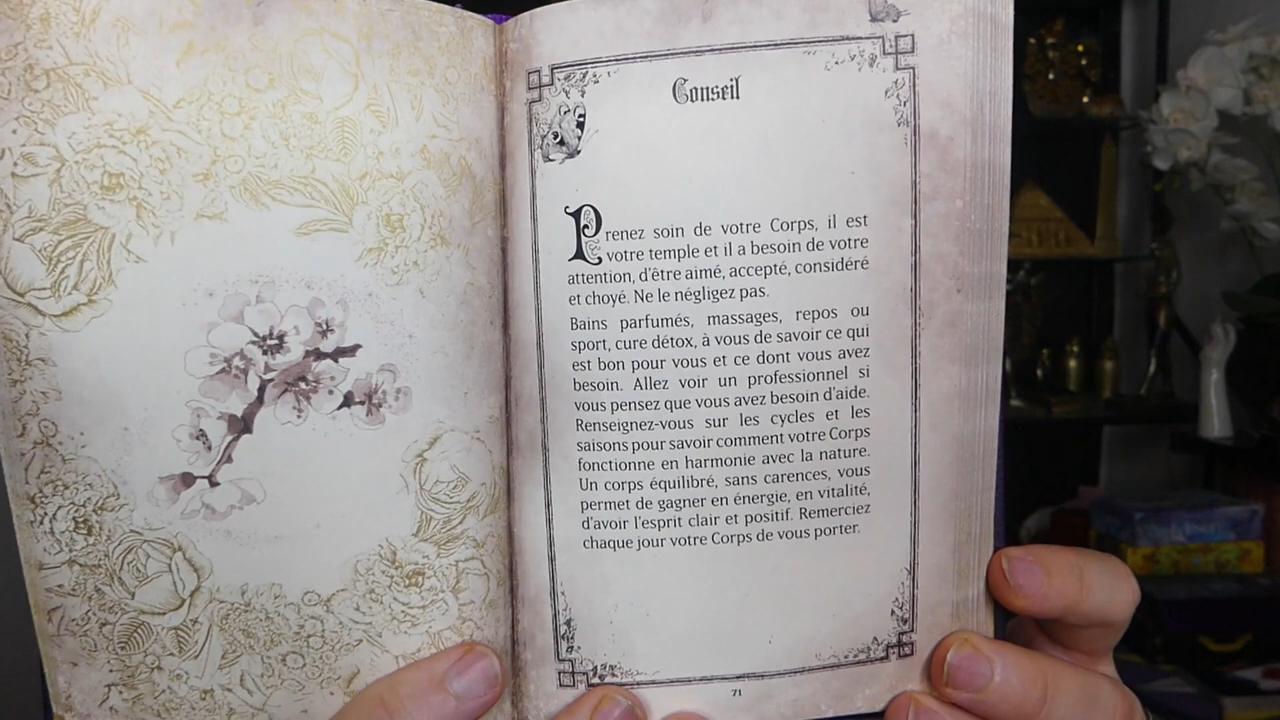 Conseil
Prenez soin de votre Corps, il est
votre temple et il a besoin de votre
attention, d'être aimé, accepté, considéré
et choyé. Ne le négligez pas.
Bains parfumés, massages, repos ou
sport, cure détox, à vous de savoir ce qui
est bon pour vous et ce dont vous avez
besoin. Allez voir un professionnel si
vous pensez que vous avez besoin d'aide.
Renseignez-vous sur les cycles et les
saisons pour savoir comment votre Corps
fonctionne en harmonie avec la nature.
Un corps équilibré, sans carences, vous
permet de gagner en énergie, en vitalité,
d'avoir l'esprit clair et positif. Remerciez
chaque jour votre Corps de vous porter.
71